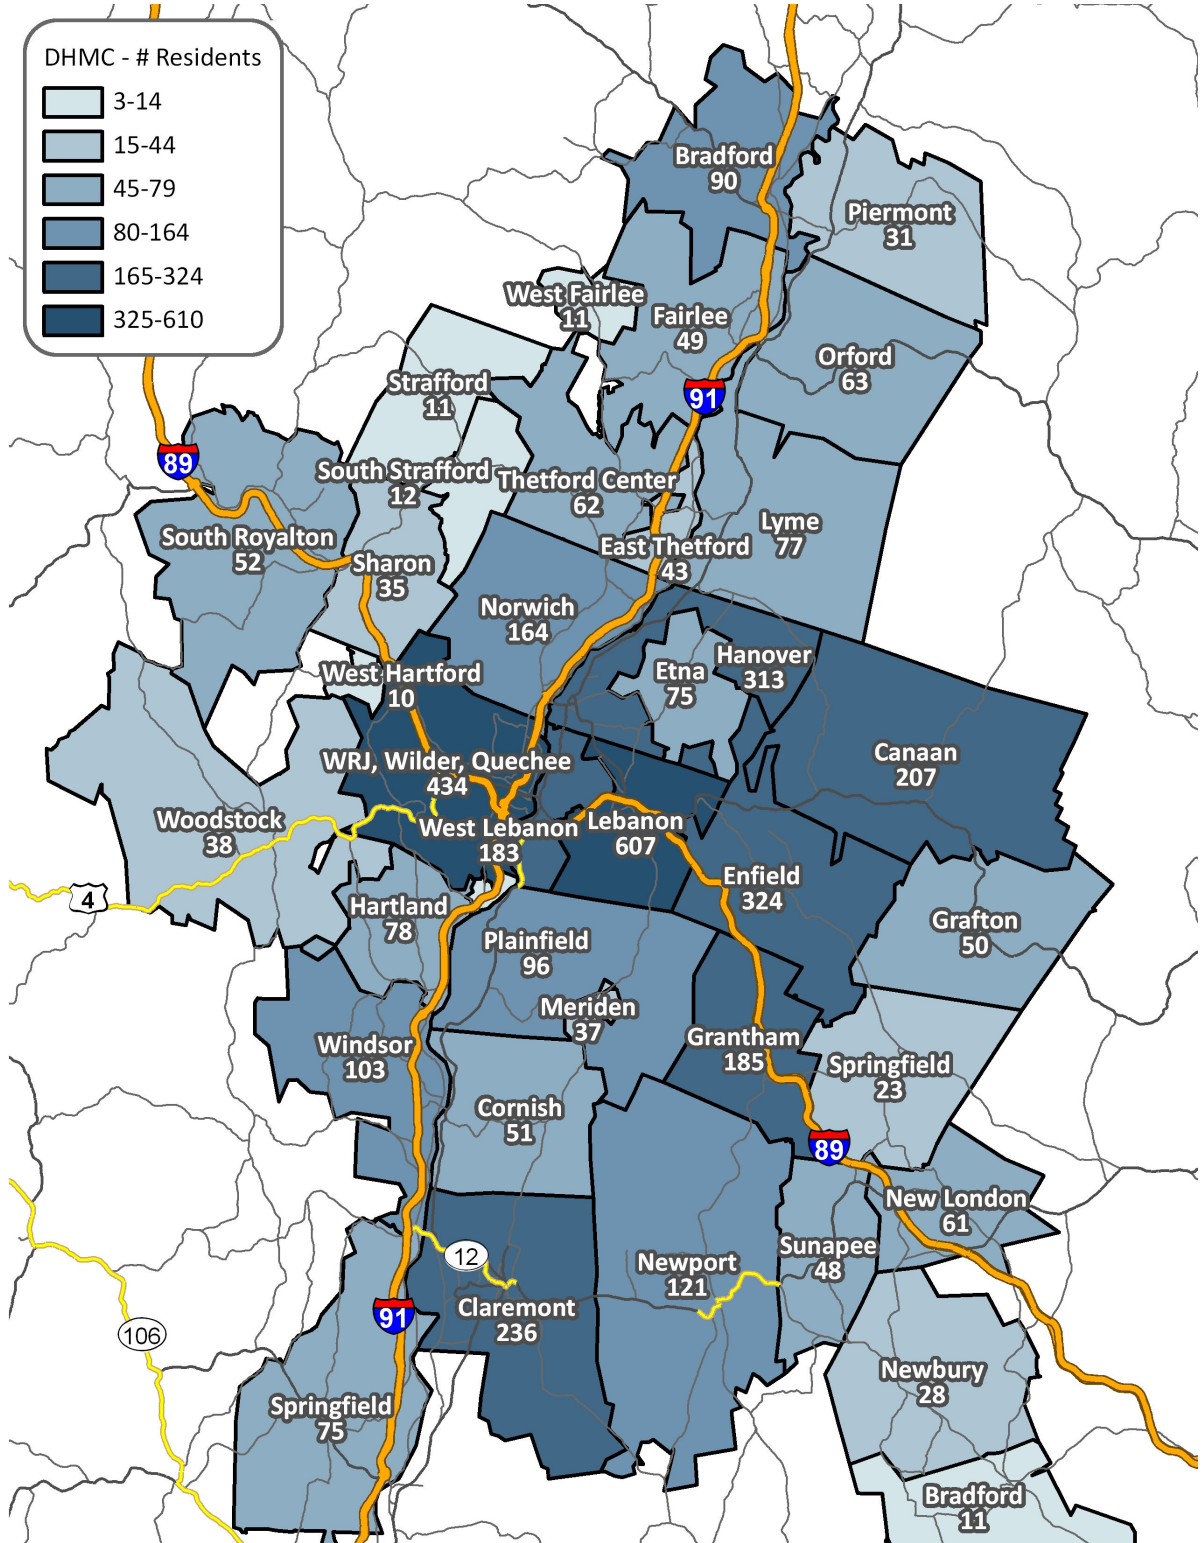 DHMC - # Residents
3-14
15-44
45-79
80-164
165-324
325-610
Bradford
90
Piermont
31
West Fairlee
11
Fairlee
49
Orford
63
91
Strafford
11
89
South Strafford
12
Thetford Center
62
Lyme
77
South Royalton
52
Sharon
35
East Thetford
43
Norwich
164
Hanover
313
Etna
75
West Hartford
10
Canaan
207
WRJ, Wilder, Quechee
434
Woodstock
38
West Lebanon
183
Lebanon
607
Enfield
324
4
Hartland
78
Grafton
50
Plainfield
96
Meriden
37
Windsor
103
Grantham
185
Springfield
23
Cornish
51
89
New London
61
Sunapee
48
12
Newport
121
Claremont
236
91
106
Newbury
28
Springfield
75
Bradford
11